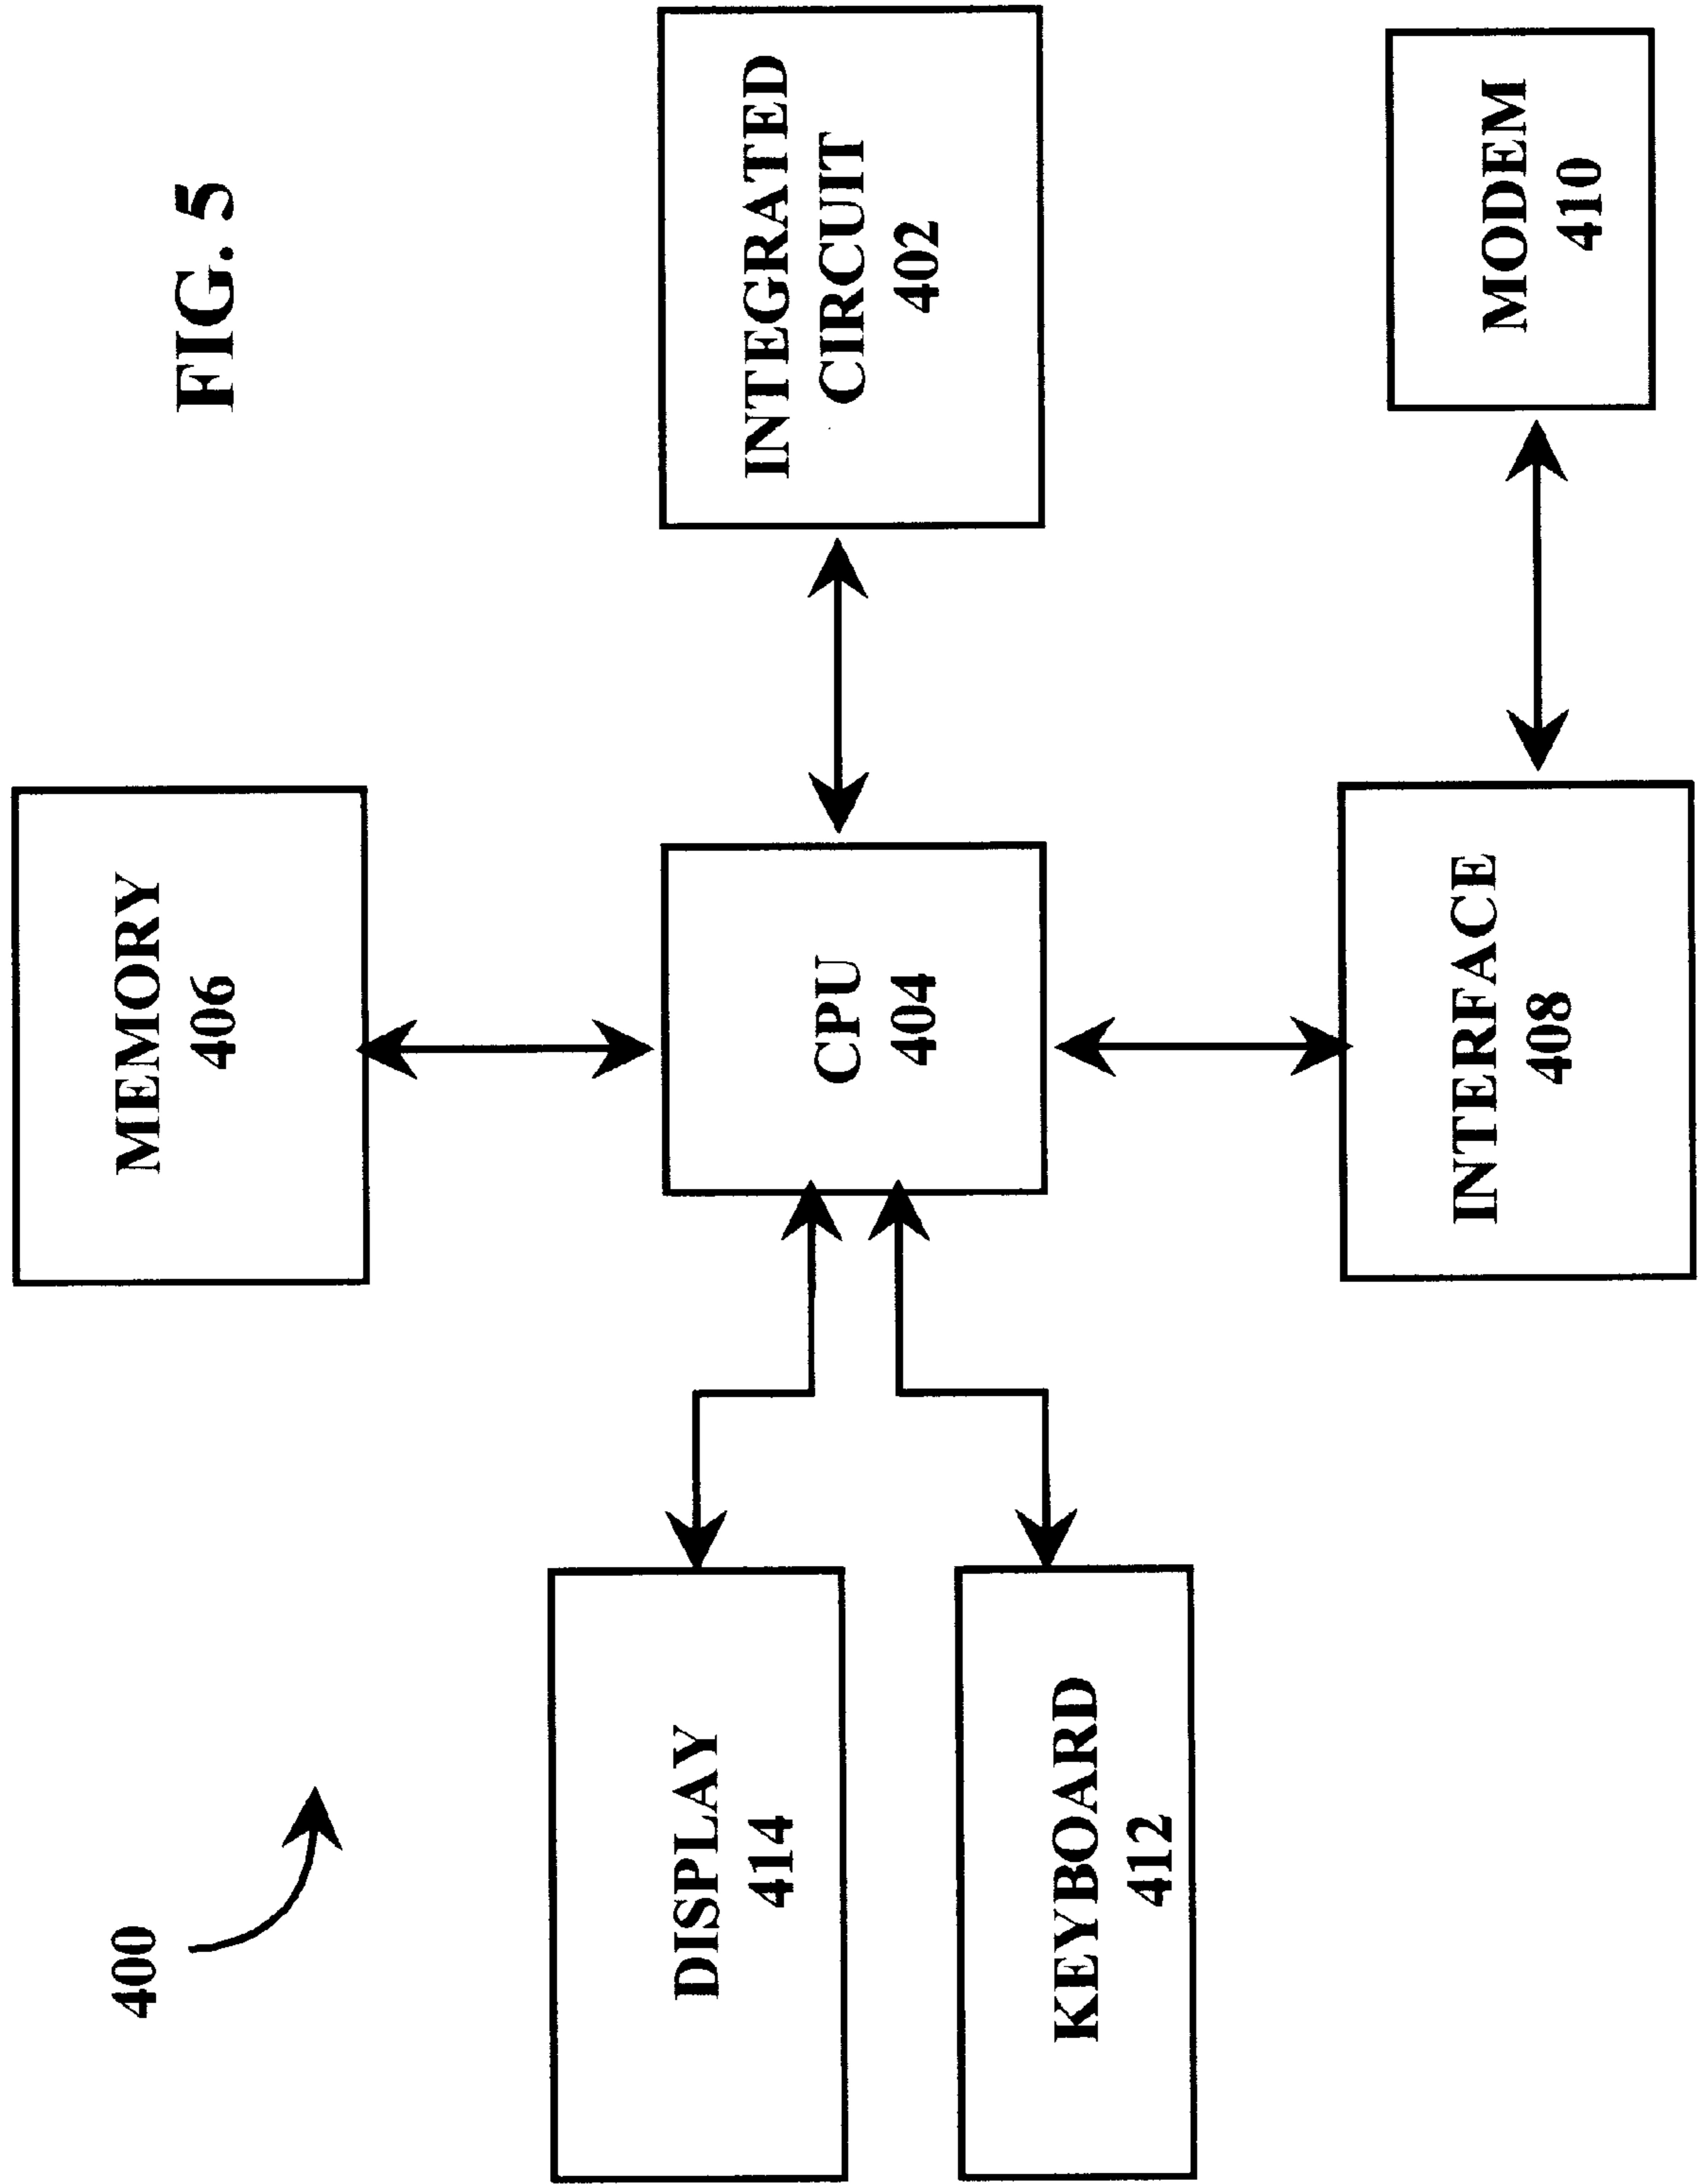 400
FIG. 5
MEMORY
406
DISPLAY
414
CPU
404
INTEGRATED
CIRCUIT
402
KEYBOARD
412
INTERFACE
408
MODEM
410